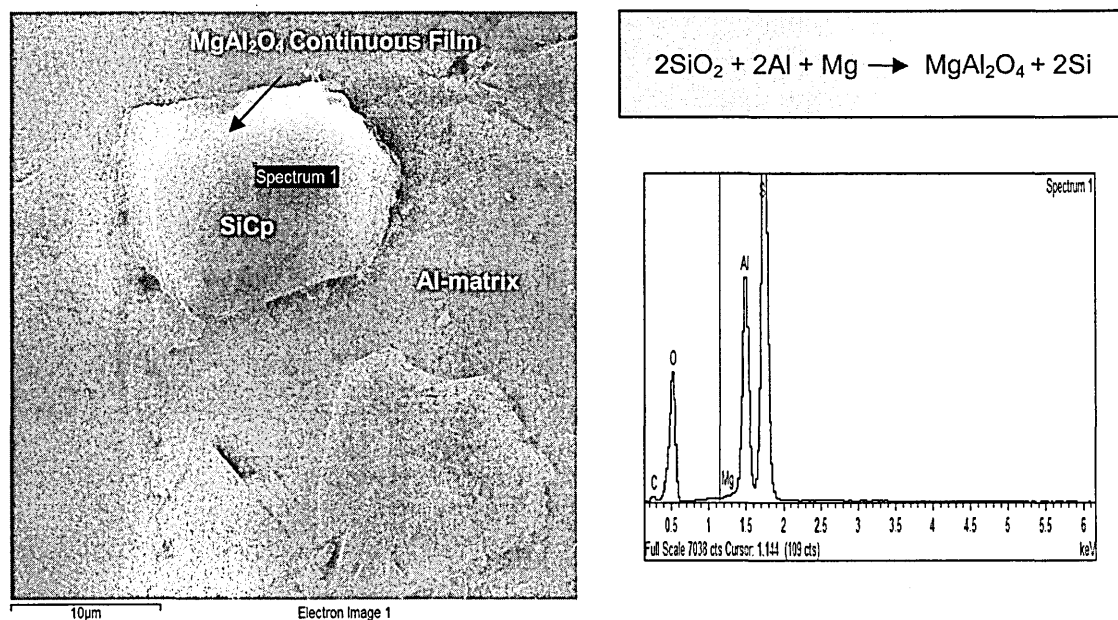 MgAl₂O₄ Continuous Film
Spectrum 1
SiCp
Al-matrix
10μm
Electron Image 1
2SiO₂ + 2Al + Mg → MgAl₂O₄ + 2Si
Spectrum 1
S
Al
O
C
Mg
0.5 1 1.5 2 2.5 3 3.5 4 4.5 5 5.5 6
Full Scale 7038 cts Cursor: 1.144 (109 cts)
keV